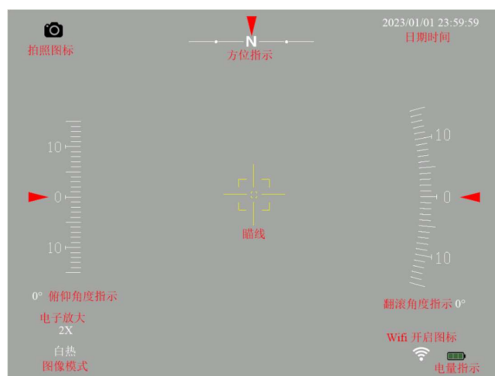 2023/01/01 23:59:59
日期时间
拍照图标
N
方位指示
10
0
10
10
0
10
瞄线
0° 俯仰角度指示
翻滚角度指示 0°
电子放大
2X
白热
图像模式
Wifi 开启图标
电量指示